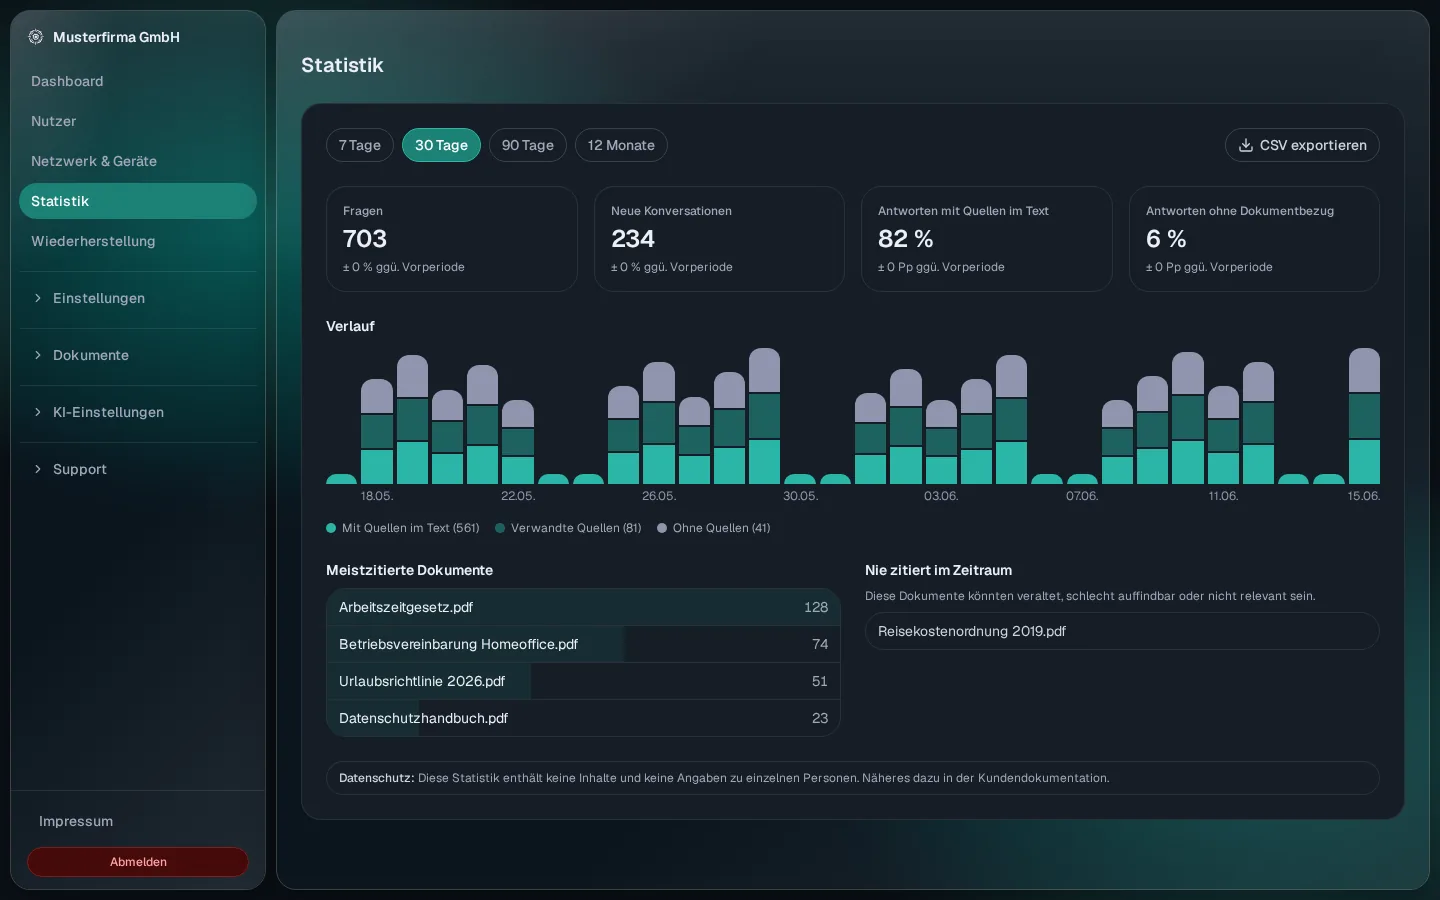 Musterfirma GmbH
Dashboard
Nutzer
Netzwerk & Geräte
Statistik
Wiederherstellung
Einstellungen
Dokumente
KI-Einstellungen
Support
Impressum
Abmelden
Statistik
7 Tage 30 Tage 90 Tage 12 Monate CSV exportieren
Fragen
703
± 0 % ggü. Vorperiode
Neue Konversationen
234
± 0 % ggü. Vorperiode
Antworten mit Quellen im Text
82 %
± 0 Pp ggü. Vorperiode
Antworten ohne Dokumentbezug
6 %
± 0 Pp ggü. Vorperiode
Verlauf
18.05. 22.05. 26.05. 30.05. 03.06. 07.06. 11.06. 15.06.
Mit Quellen im Text (561) Verwandte Quellen (81) Ohne Quellen (41)
Meistzitierte Dokumente
Arbeitszeitgesetz.pdf 128
Betriebsvereinbarung Homeoffice.pdf 74
Urlaubsrichtlinie 2026.pdf 51
Datenschutzhandbuch.pdf 23
Nie zitiert im Zeitraum
Diese Dokumente könnten veraltet, schlecht auffindbar oder nicht relevant sein.
Reisekostenordnung 2019.pdf
Datenschutz: Diese Statistik enthält keine Inhalte und keine Angaben zu einzelnen Personen. Näheres dazu in der Kundendokumentation.